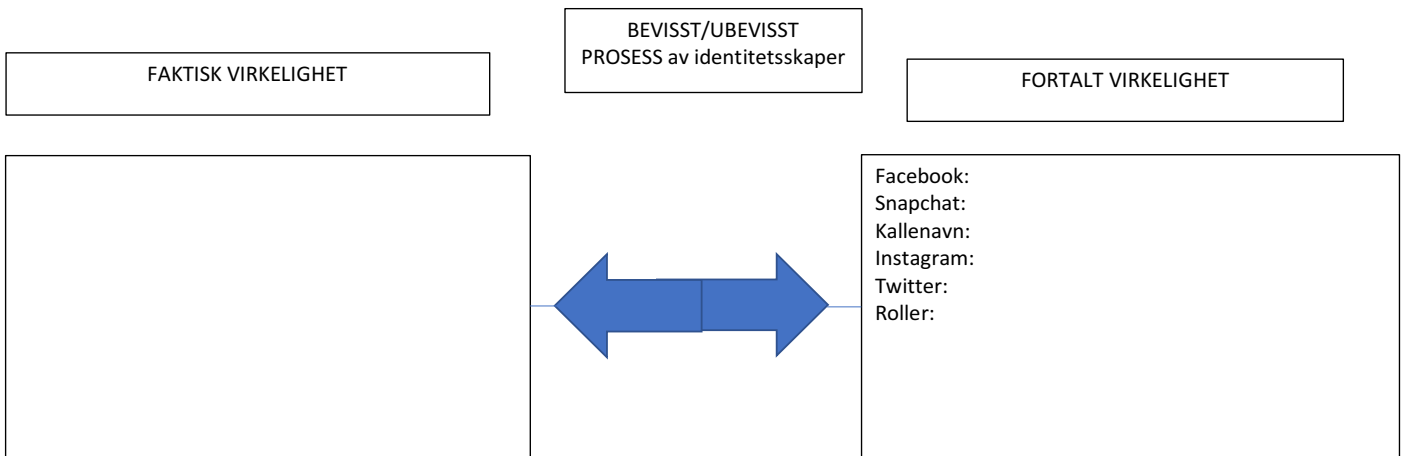 BEVISST/UBEVISST
PROSESS av identitetsskaper
FAKTISK VIRKELIGHET
FORTALT VIRKELIGHET
Facebook:
Snapchat:
Kallenavn:
Instagram:
Twitter:
Roller: